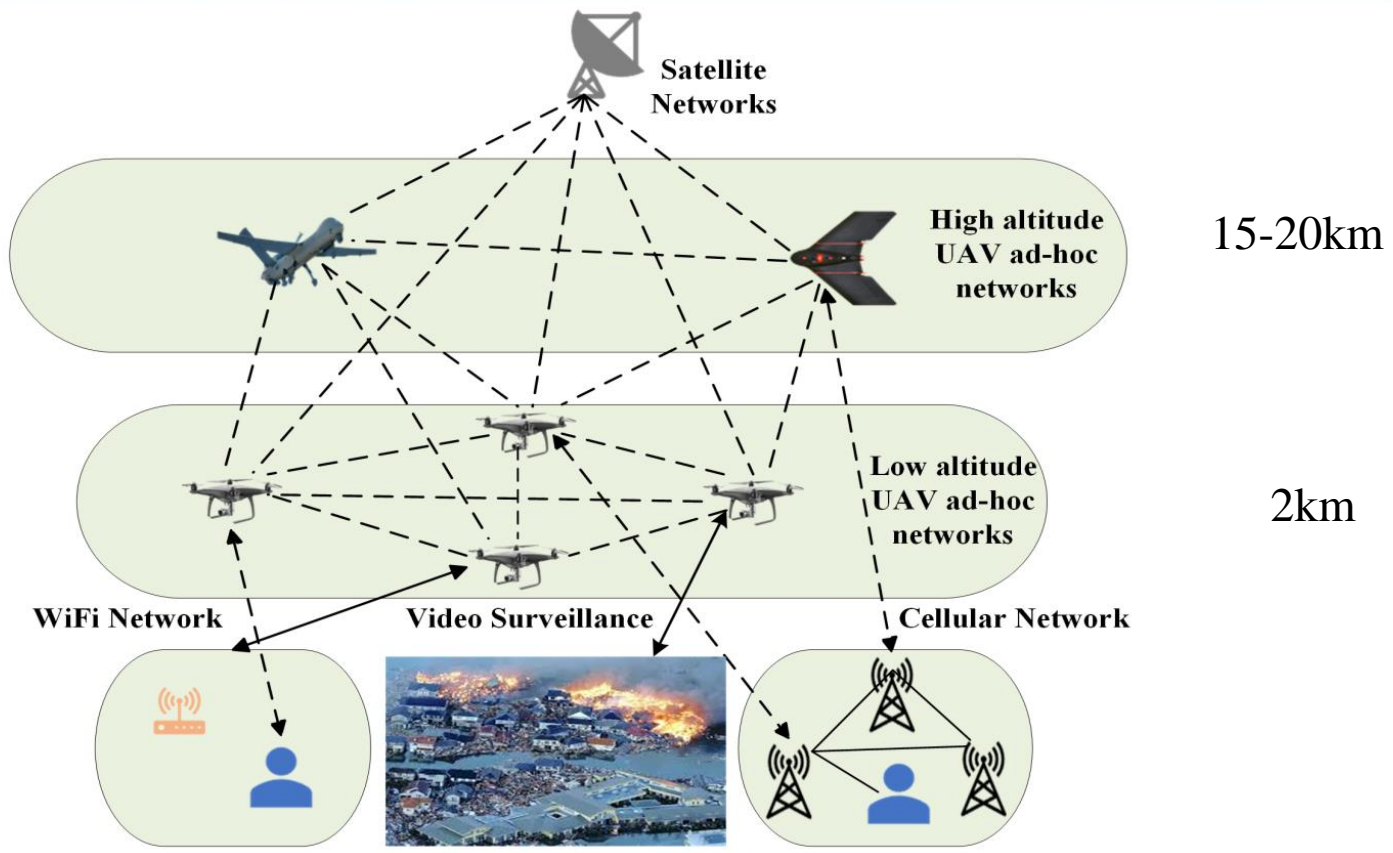 Satellite
Networks
High altitude
UAV ad-hoc
networks
15-20km
Low altitude
UAV ad-hoc
networks
2km
WiFi Network
Video Surveillance
Cellular Network